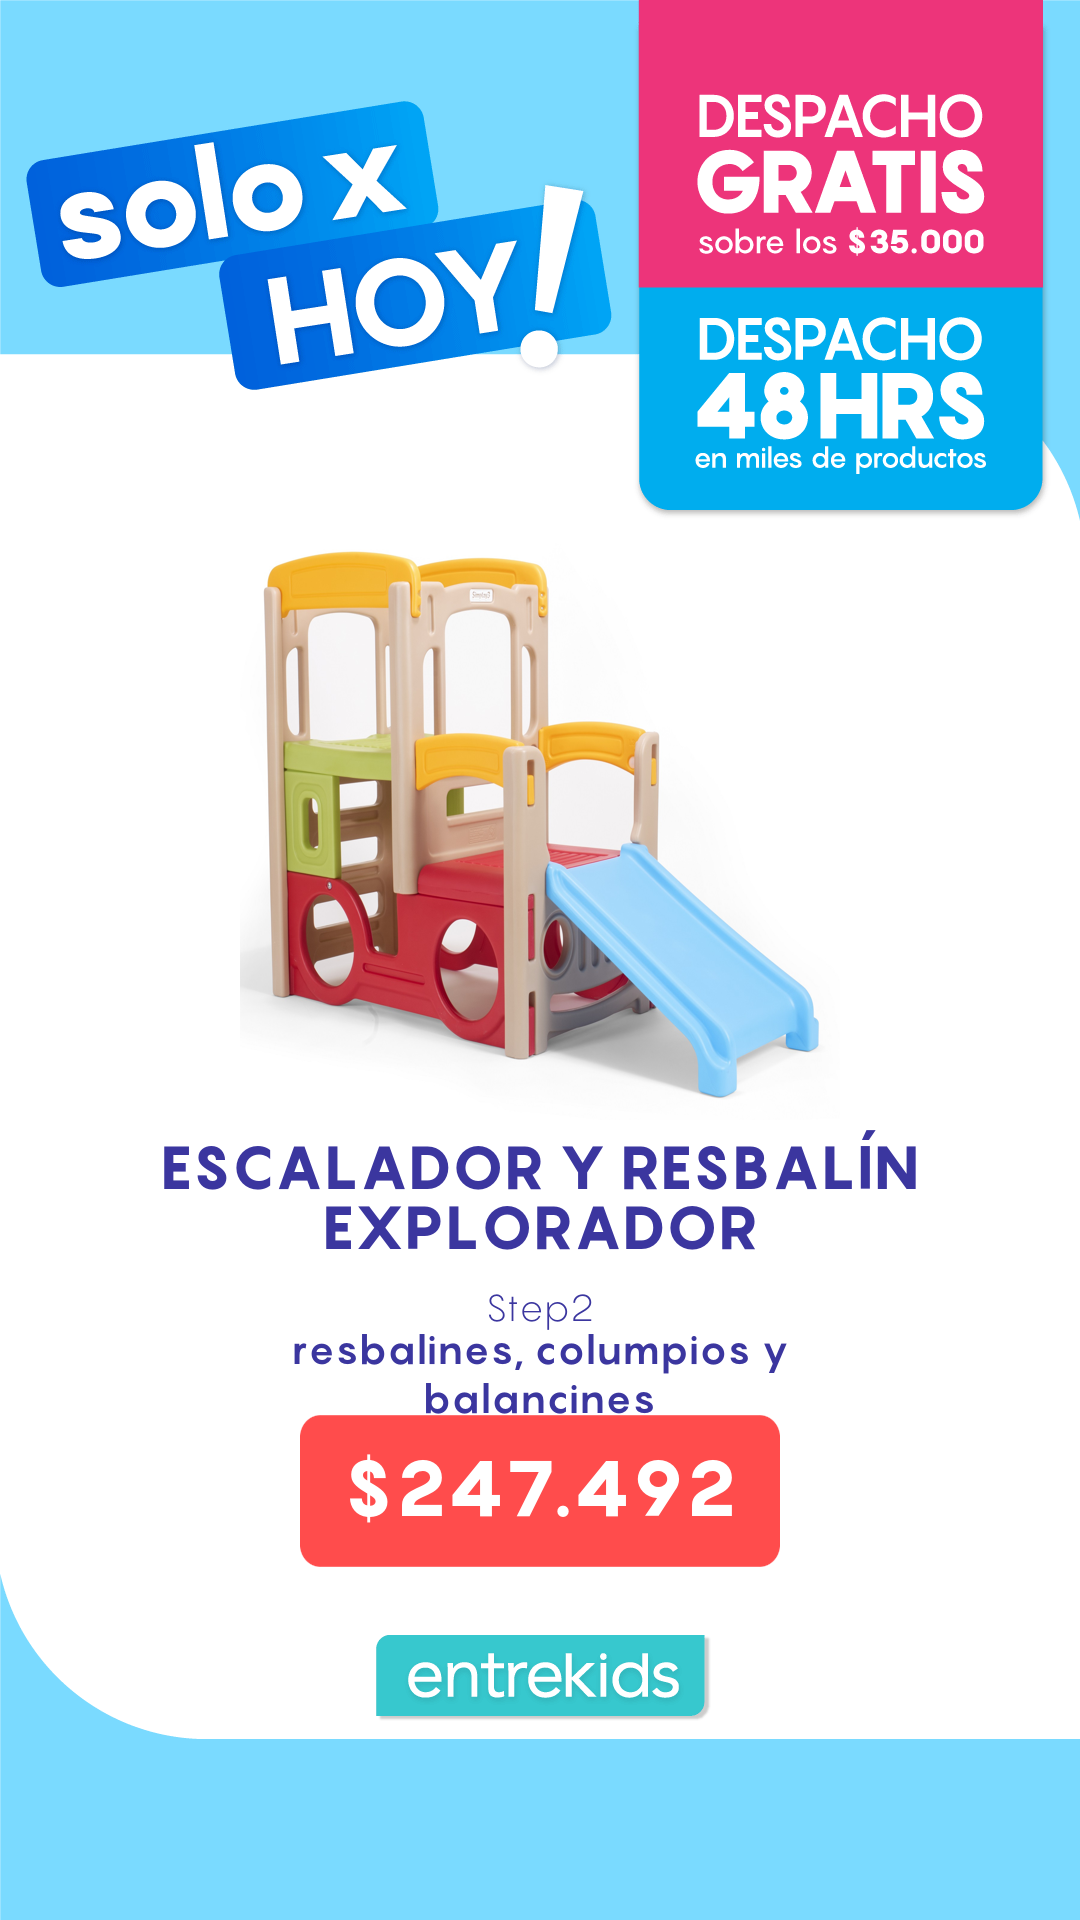 solo x
HOY!
DESPACHO
GRATIS
sobre los $35.000
DESPACHO
48HRS
en miles de productos
ESCALADOR Y RESBALÍN
EXPLORADOR
Step2
resbalines, columpios y
balancines
$247.492
entrekids